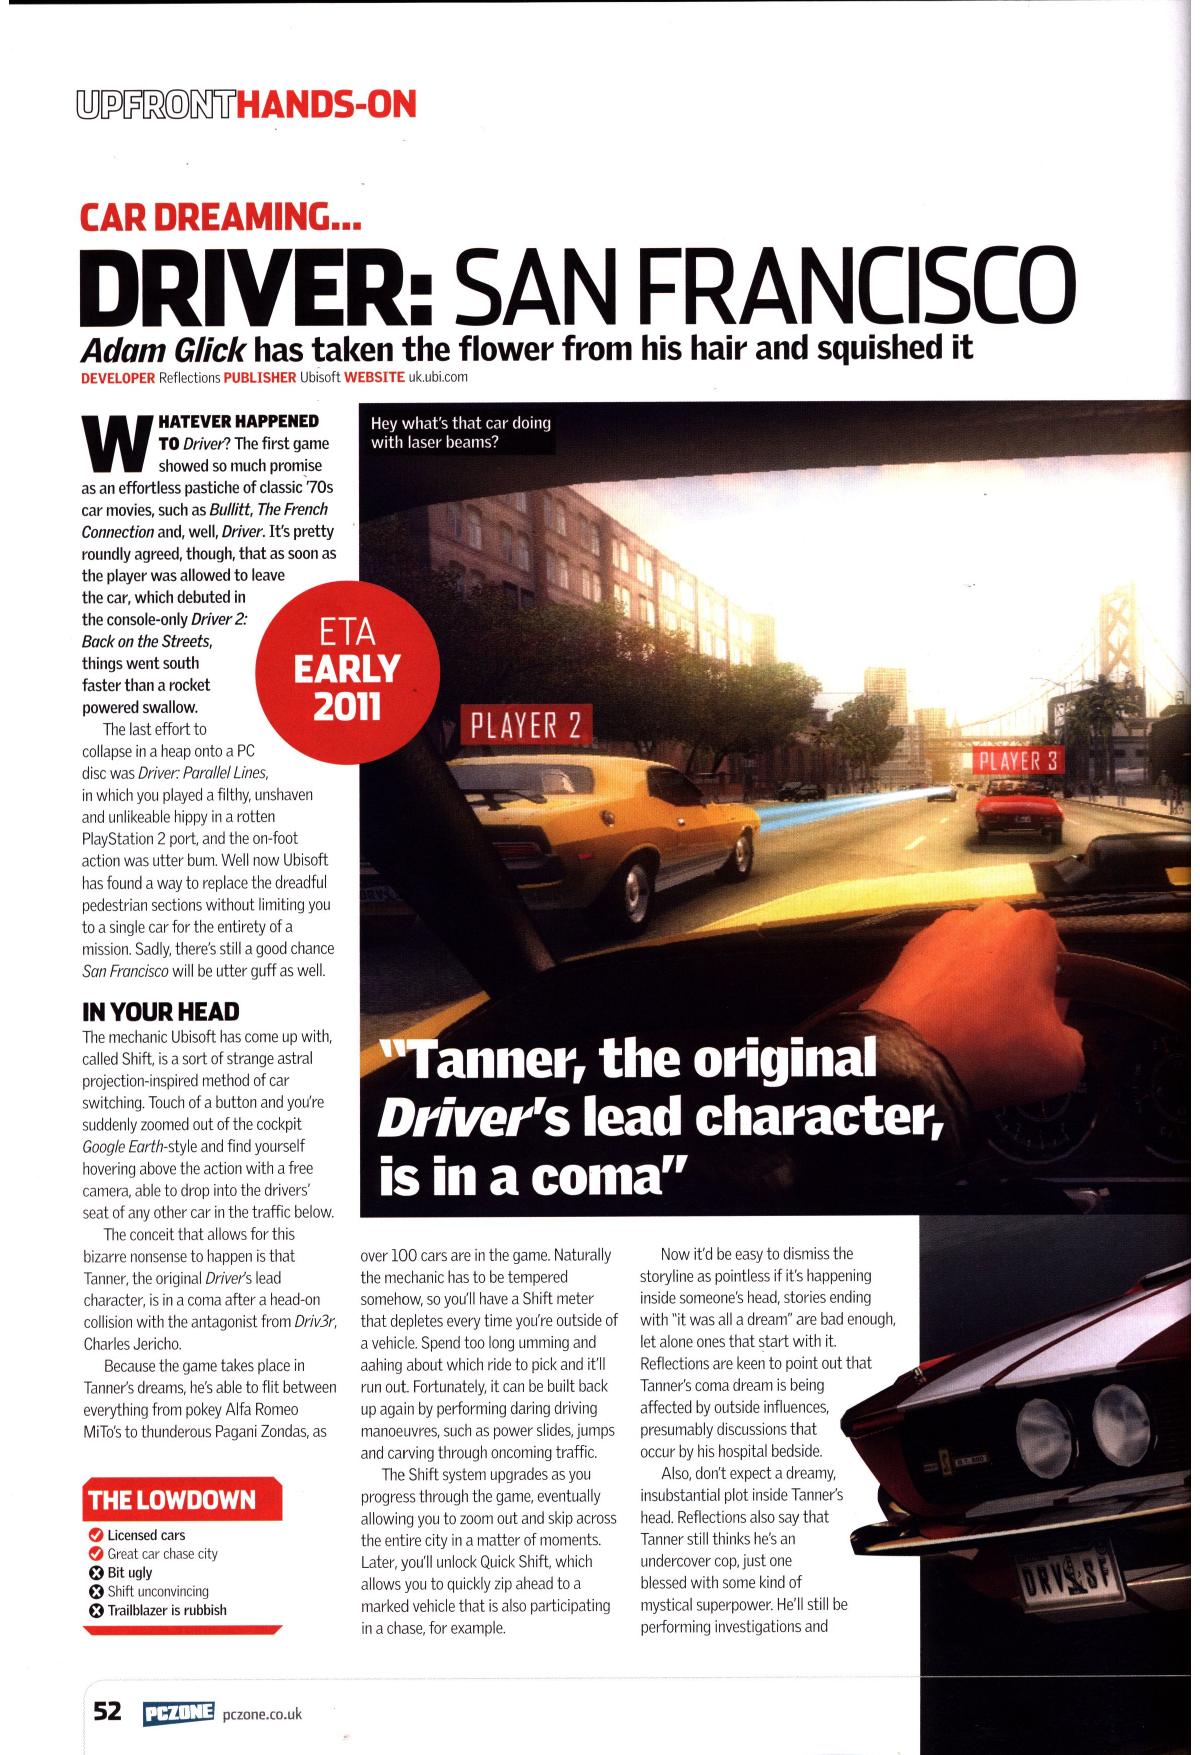 UPFRONTHANDS-ON
CAR DREAMING...
DRIVER: SAN FRANCISCO
Adam Glick has taken the flower from his hair and squished it
DEVELOPER Reflections PUBLISHER Ubisoft WEBSITE uk.ubi.com
WHATEVER HAPPENED
TO Driver? The first game
showed so much promise
as an effortless pastiche of classic '70s
car movies, such as Bullitt, The French
Connection and, well, Driver. It's pretty
roundly agreed, though, that as soon as
the player was allowed to leave
the car, which debuted in
the console-only Driver 2:
Back on the Streets,
things went south
faster than a rocket
powered swallow.
The last effort to
collapse in a heap onto a PC
disc was Driver: Parallel Lines,
in which you played a filthy, unshaven
and unlikeable hippy in a rotten
PlayStation 2 port, and the on-foot
action was utter bum. Well now Ubisoft
has found a way to replace the dreadful
pedestrian sections without limiting you
to a single car for the entirety of a
mission. Sadly, there's still a good chance
San Francisco will be utter guff as well.
IN YOUR HEAD
The mechanic Ubisoft has come up with,
called Shift, is a sort of strange astral
projection-inspired method of car
switching. Touch of a button and you're
suddenly zoomed out of the cockpit
Google Earth-style and find yourself
hovering above the action with a free
camera, able to drop into the drivers'
seat of any other car in the traffic below.
The conceit that allows for this
bizarre nonsense to happen is that
Tanner, the original Driver's lead
character, is in a coma after a head-on
collision with the antagonist from Driv3r,
Charles Jericho.
Because the game takes place in
Tanner's dreams, he's able to flit between
everything from pokey Alfa Romeo
MiTo's to thunderous Pagani Zondas, as
ETA
EARLY
2011
Hey what's that car doing
with laser beams?
PLAYER 2
PLAYER 3
"Tanner, the original
Driver's lead character,
is in a coma"
over 100 cars are in the game. Naturally
the mechanic has to be tempered
somehow, so you'll have a Shift meter
that depletes every time you're outside of
a vehicle. Spend too long umming and
aahing about which ride to pick and it'll
run out. Fortunately, it can be built back
up again by performing daring driving
manoeuvres, such as power slides, jumps
and carving through oncoming traffic.
The Shift system upgrades as you
progress through the game, eventually
allowing you to zoom out and skip across
the entire city in a matter of moments.
Later, you'll unlock Quick Shift, which
allows you to quickly zip ahead to a
marked vehicle that is also participating
in a chase, for example.
Now it'd be easy to dismiss the
storyline as pointless if it's happening
inside someone's head, stories ending
with "it was all a dream" are bad enough,
let alone ones that start with it.
Reflections are keen to point out that
Tanner's coma dream is being
affected by outside influences,
presumably discussions that
occur by his hospital bedside.
Also, don't expect a dreamy,
insubstantial plot inside Tanner's
head. Reflections also say that
Tanner still thinks he's an
undercover cop, just one
blessed with some kind of
mystical superpower. He'll still be
performing investigations and
THE LOWDOWN
Licensed cars
Great car chase city
Bit ugly
Shift unconvincing
Trailblazer is rubbish
52 PCZONE pczone.co.uk